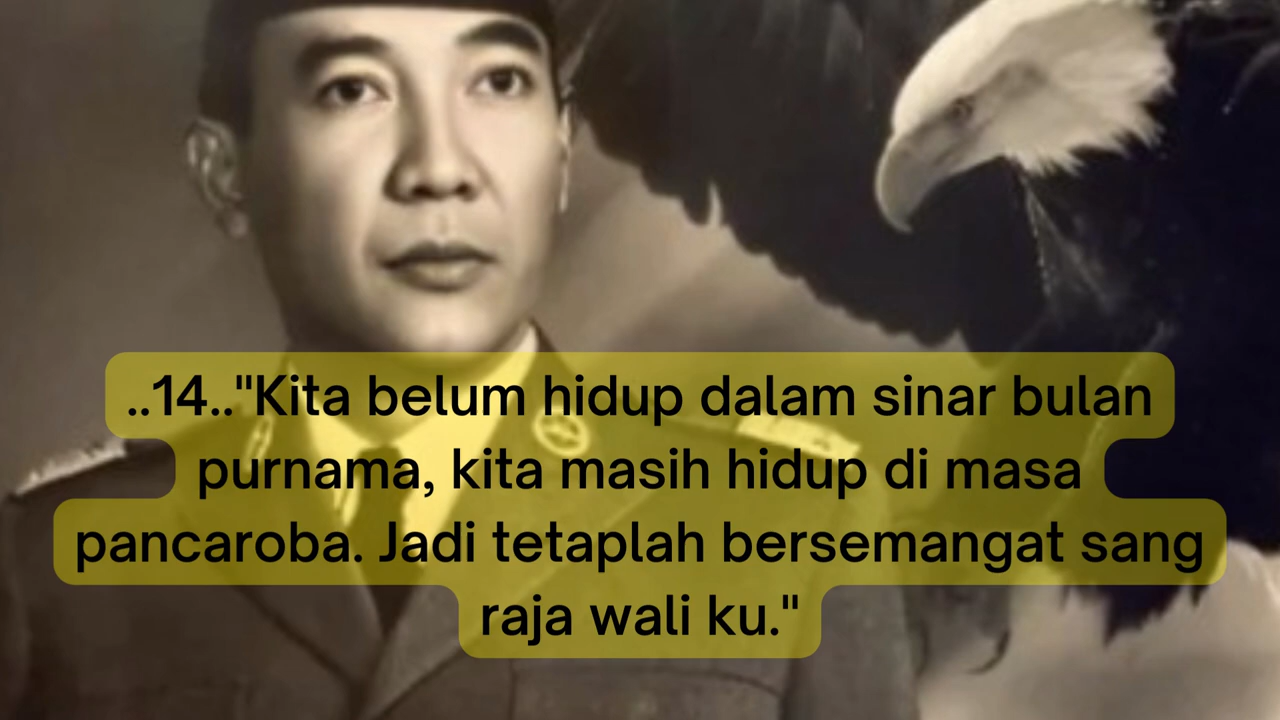 ..14.."Kita belum hidup dalam sinar bulan
purnama, kita masih hidup di masa
pancaroba. Jadi tetaplah bersemangat sang
raja wali ku."